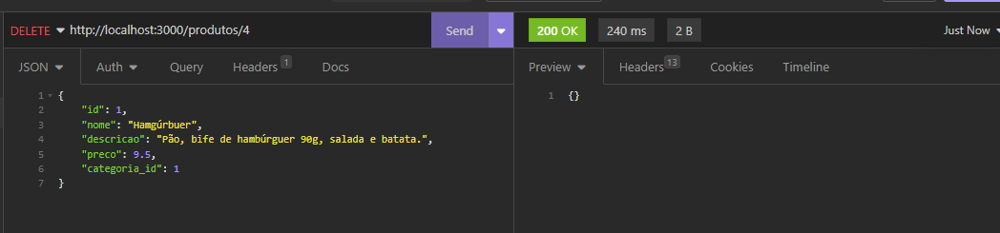 DELETE http://localhost:3000/produtos/4 Send 200 OK 240 ms 2 B Just Now
JSON Auth Query Headers 1 Docs Preview Headers 13 Cookies Timeline
1 {
2 "id": 1,
3 "nome": "Hamgúrbuer",
4 "descricao": "Pão, bife de hambúrguer 90g, salada e batata.",
5 "preco": 9.5,
6 "categoria_id": 1
7 }
1 {}